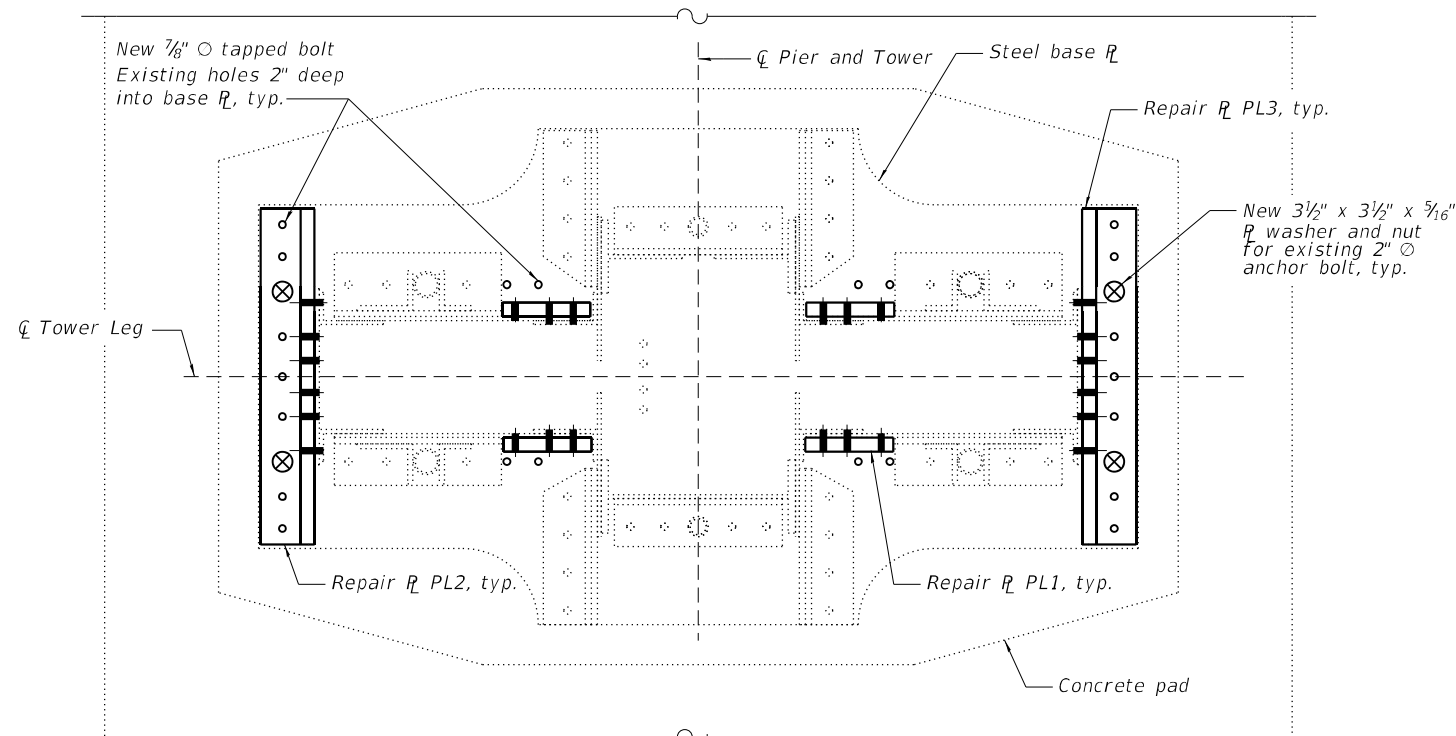 New 7/8" ∅ tapped bolt
Existing holes 2" deep
into base ℙL, typ.
℄ Pier and Tower
Steel base ℙL
Repair ℙL PL3, typ.
New 3½" x 3½" x 5/16"
ℙL washer and nut
for existing 2" ∅
anchor bolt, typ.
℄ Tower Leg
Repair ℙL PL2, typ.
Repair ℙL PL1, typ.
Concrete pad